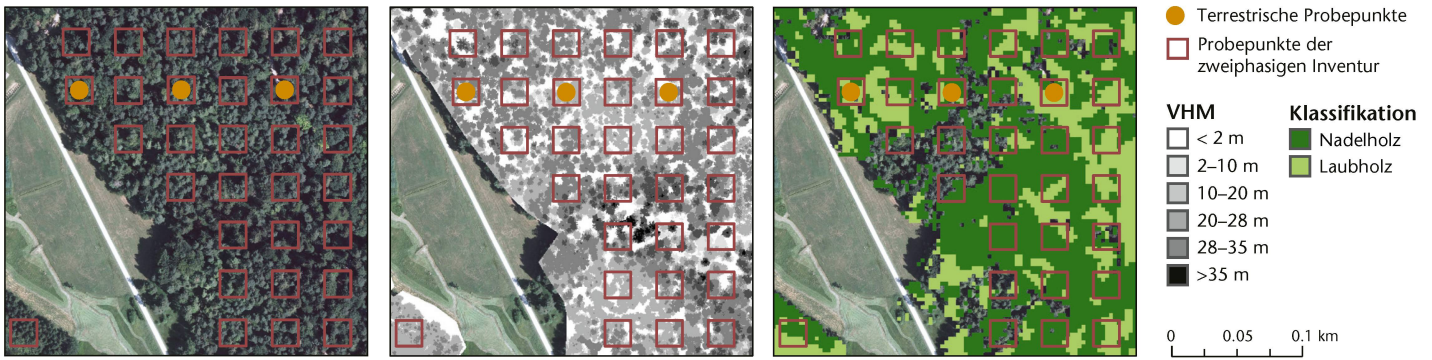 Terrestrische Probepunkte
Probepunkte der
zweiphasigen Inventur
VHM
< 2 m
2–10 m
10–20 m
20–28 m
28–35 m
>35 m
Klassifikation
Nadelholz
Laubholz
0 0.05 0.1 km